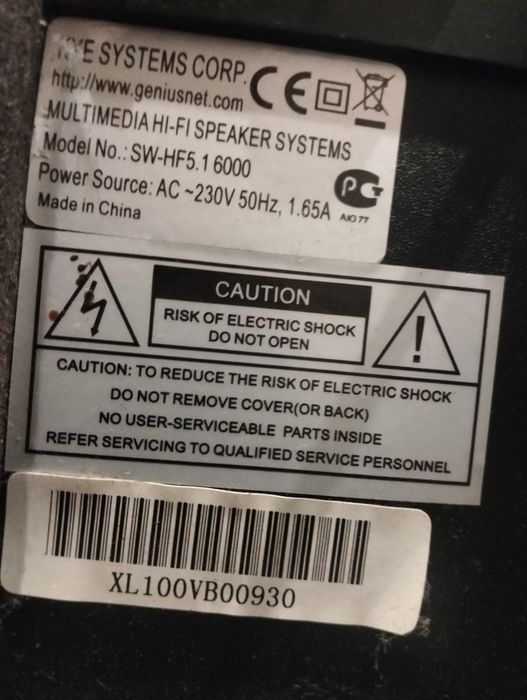 SYSTEMS CORP.
http://www.geniusnet.com
MULTIMEDIA HI-FI SPEAKER SYSTEMS
Model No.: SW-HF5.1 6000
Power Source: AC ~230V 50Hz, 1.65A
Made in China
АЮ77
CAUTION
RISK OF ELECTRIC SHOCK
DO NOT OPEN
CAUTION: TO REDUCE THE RISK OF ELECTRIC SHOCK
DO NOT REMOVE COVER(OR BACK)
NO USER-SERVICEABLE PARTS INSIDE
REFER SERVICING TO QUALIFIED SERVICE PERSONNEL
XL100VB00930